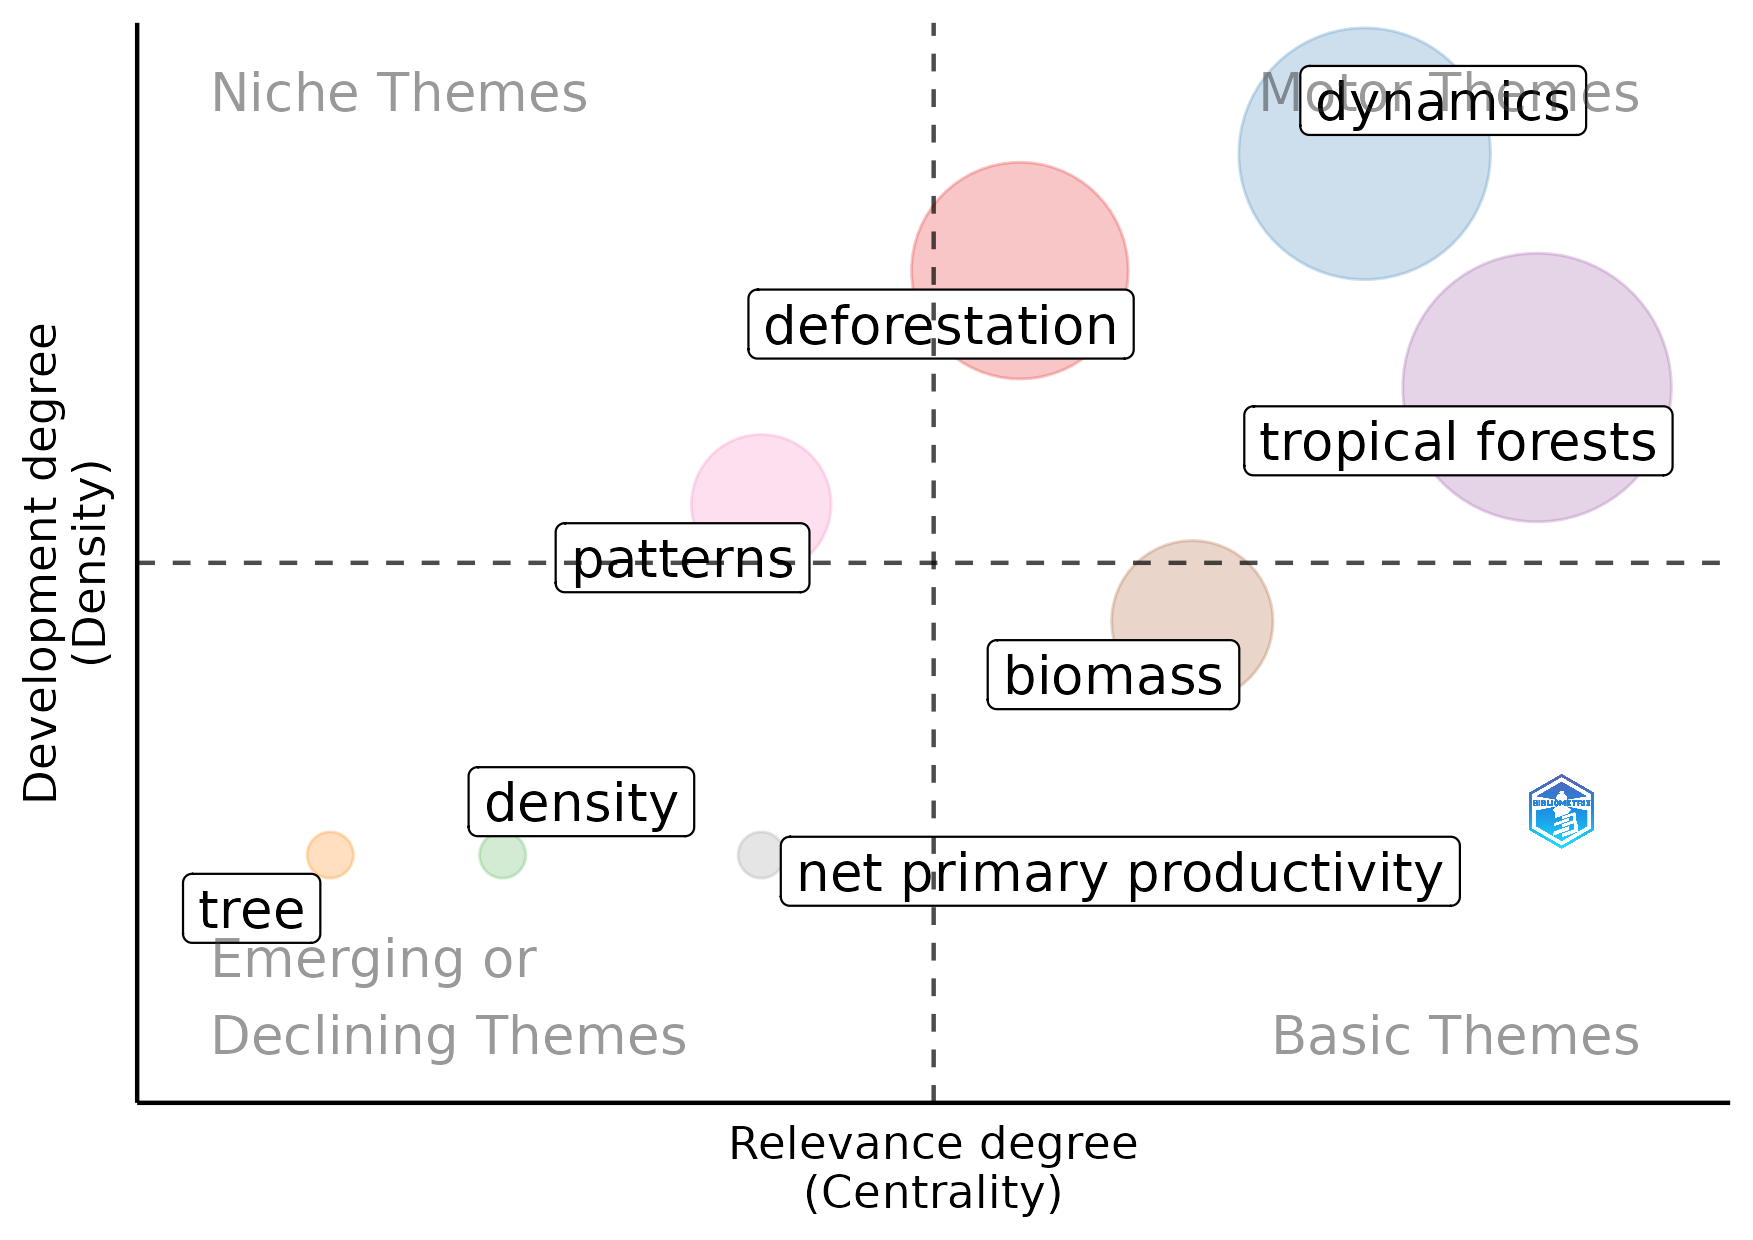 Niche Themes
Motor Themes
dynamics
deforestation
tropical forests
patterns
biomass
density
BIBLIOMETRIX
net primary productivity
tree
Emerging or
Declining Themes
Basic Themes
Development degree
(Density)
Relevance degree
(Centrality)